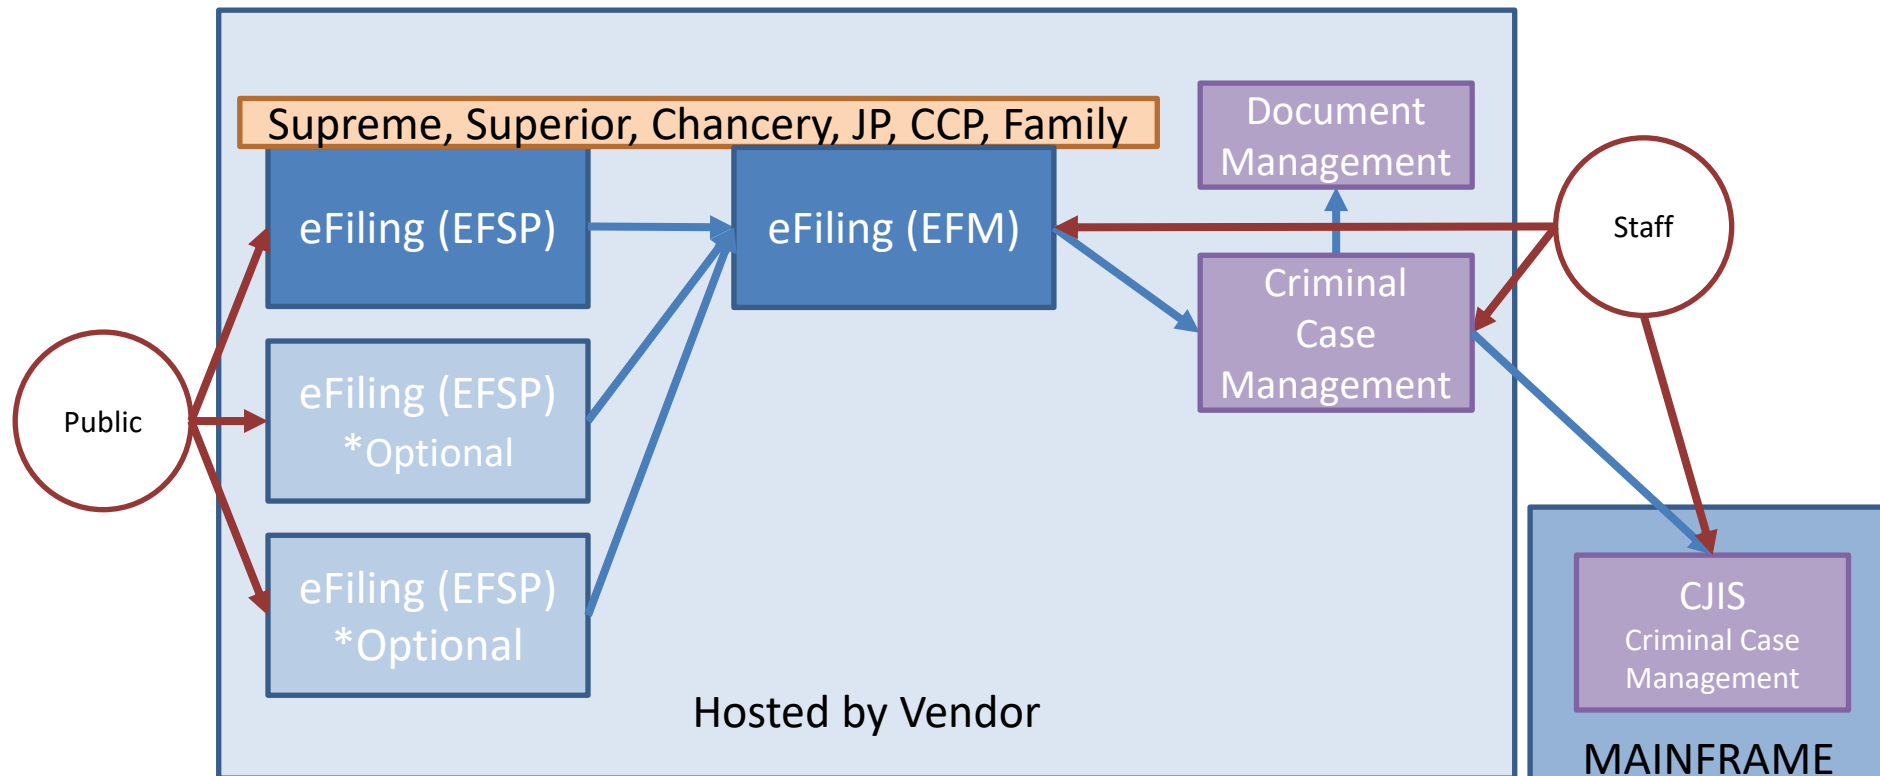 Supreme, Superior, Chancery, JP, CCP, Family
Document
Management
eFiling (EFSP)
eFiling (EFM)
Staff
Criminal
Case
Management
eFiling (EFSP)
*Optional
Public
eFiling (EFSP)
*Optional
CJIS
Criminal Case
Management
Hosted by Vendor
MAINFRAME